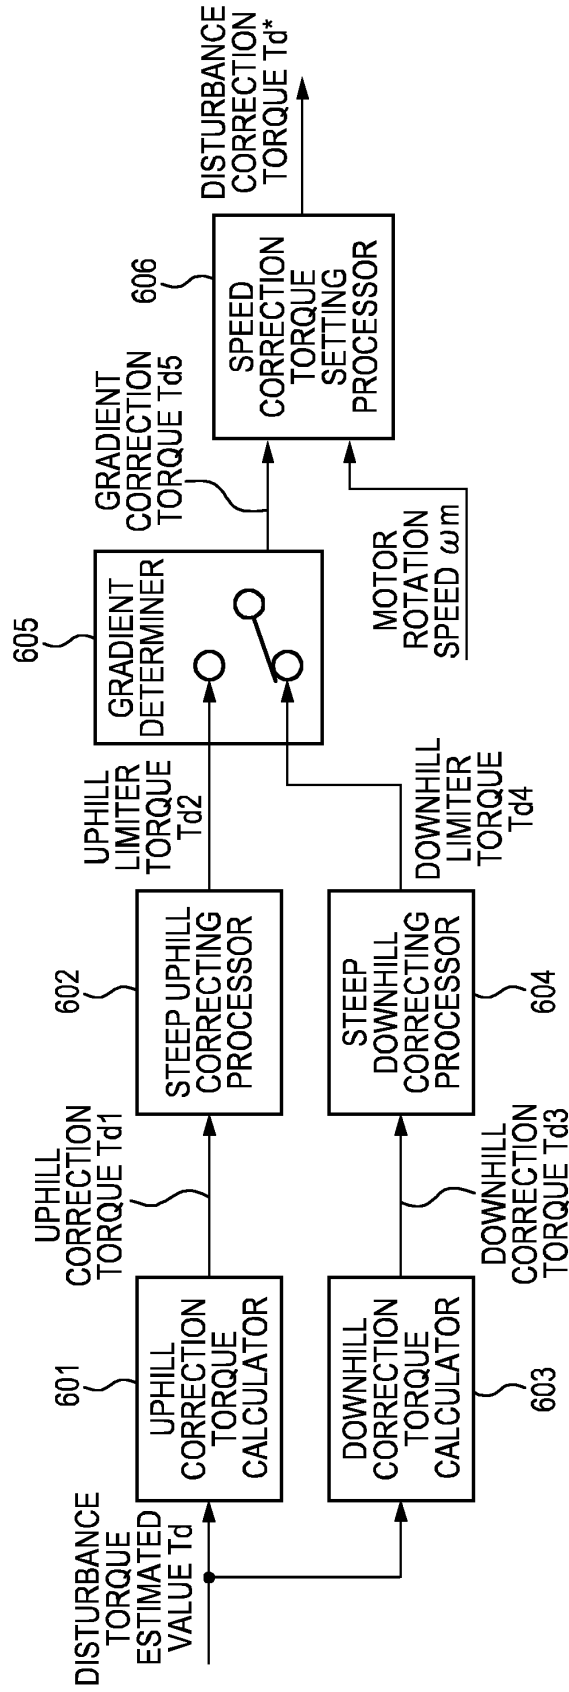 DISTURBANCE
TORQUE
ESTIMATED
VALUE Td
601
UPHILL
CORRECTION
TORQUE
CALCULATOR
UPHILL
CORRECTION
TORQUE Td1
602
STEEP UPHILL
CORRECTING
PROCESSOR
UPHILL
LIMITER
TORQUE
Td2
603
DOWNHILL
CORRECTION
TORQUE
CALCULATOR
DOWNHILL
CORRECTION
TORQUE Td3
604
STEEP
DOWNHILL
CORRECTING
PROCESSOR
DOWNHILL
LIMITER
TORQUE
Td4
605
GRADIENT
DETERMINER
GRADIENT
CORRECTION
TORQUE Td5
MOTOR
ROTATION
SPEED ωm
606
SPEED
CORRECTION
TORQUE
SETTING
PROCESSOR
DISTURBANCE
CORRECTION
TORQUE Td*